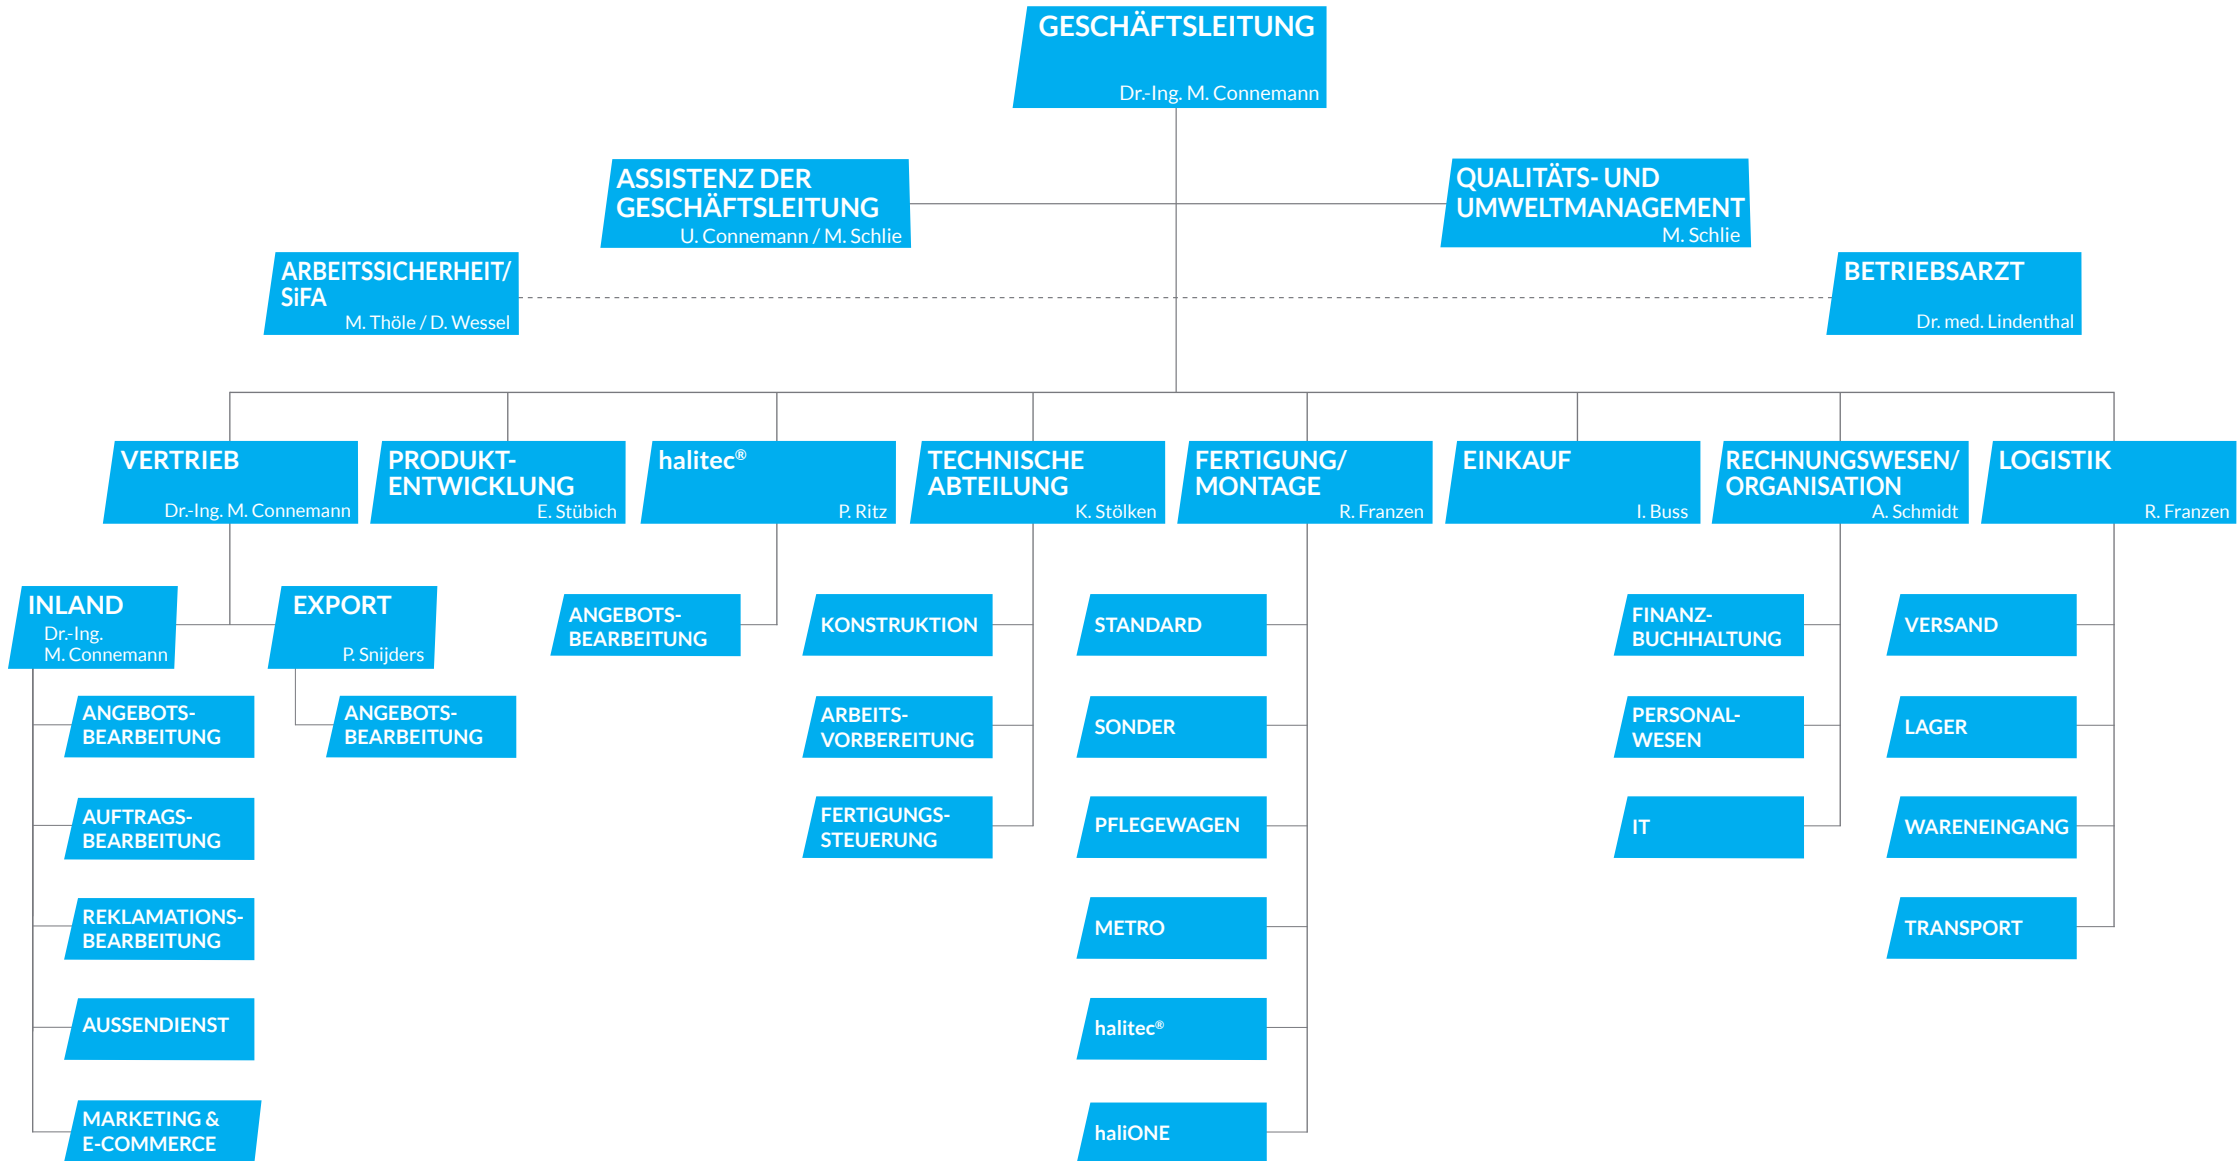 GESCHÄFTSLEITUNG
Dr.-Ing. M. Connemann
ASSISTENZ DER
GESCHÄFTSLEITUNG
U. Connemann / M. Schlie
QUALITÄTS- UND
UMWELTMANAGEMENT
M. Schlie
ARBEITSSICHERHEIT/
SiFA
M. Thöle / D. Wessel
BETRIEBSARZT
Dr. med. Lindenthal
VERTRIEB
Dr.-Ing. M. Connemann
PRODUKT-
ENTWICKLUNG
E. Stübich
halitec®
P. Ritz
TECHNISCHE
ABTEILUNG
K. Stölken
FERTIGUNG/
MONTAGE
R. Franzen
EINKAUF
I. Buss
RECHNUNGSWESEN/
ORGANISATION
A. Schmidt
LOGISTIK
R. Franzen
INLAND
Dr.-Ing.
M. Connemann
EXPORT
P. Snijders
ANGEBOTS-
BEARBEITUNG
AUFTRAGS-
BEARBEITUNG
REKLAMATIONS-
BEARBEITUNG
AUSSENDIENST
MARKETING &
E-COMMERCE
ANGEBOTS-
BEARBEITUNG
ANGEBOTS-
BEARBEITUNG
KONSTRUKTION
ARBEITS-
VORBEREITUNG
FERTIGUNGS-
STEUERUNG
STANDARD
SONDER
PFLEGEWAGEN
METRO
halitec®
haliONE
FINANZ-
BUCHHALTUNG
PERSONAL-
WESEN
IT
VERSAND
LAGER
WARENEINGANG
TRANSPORT